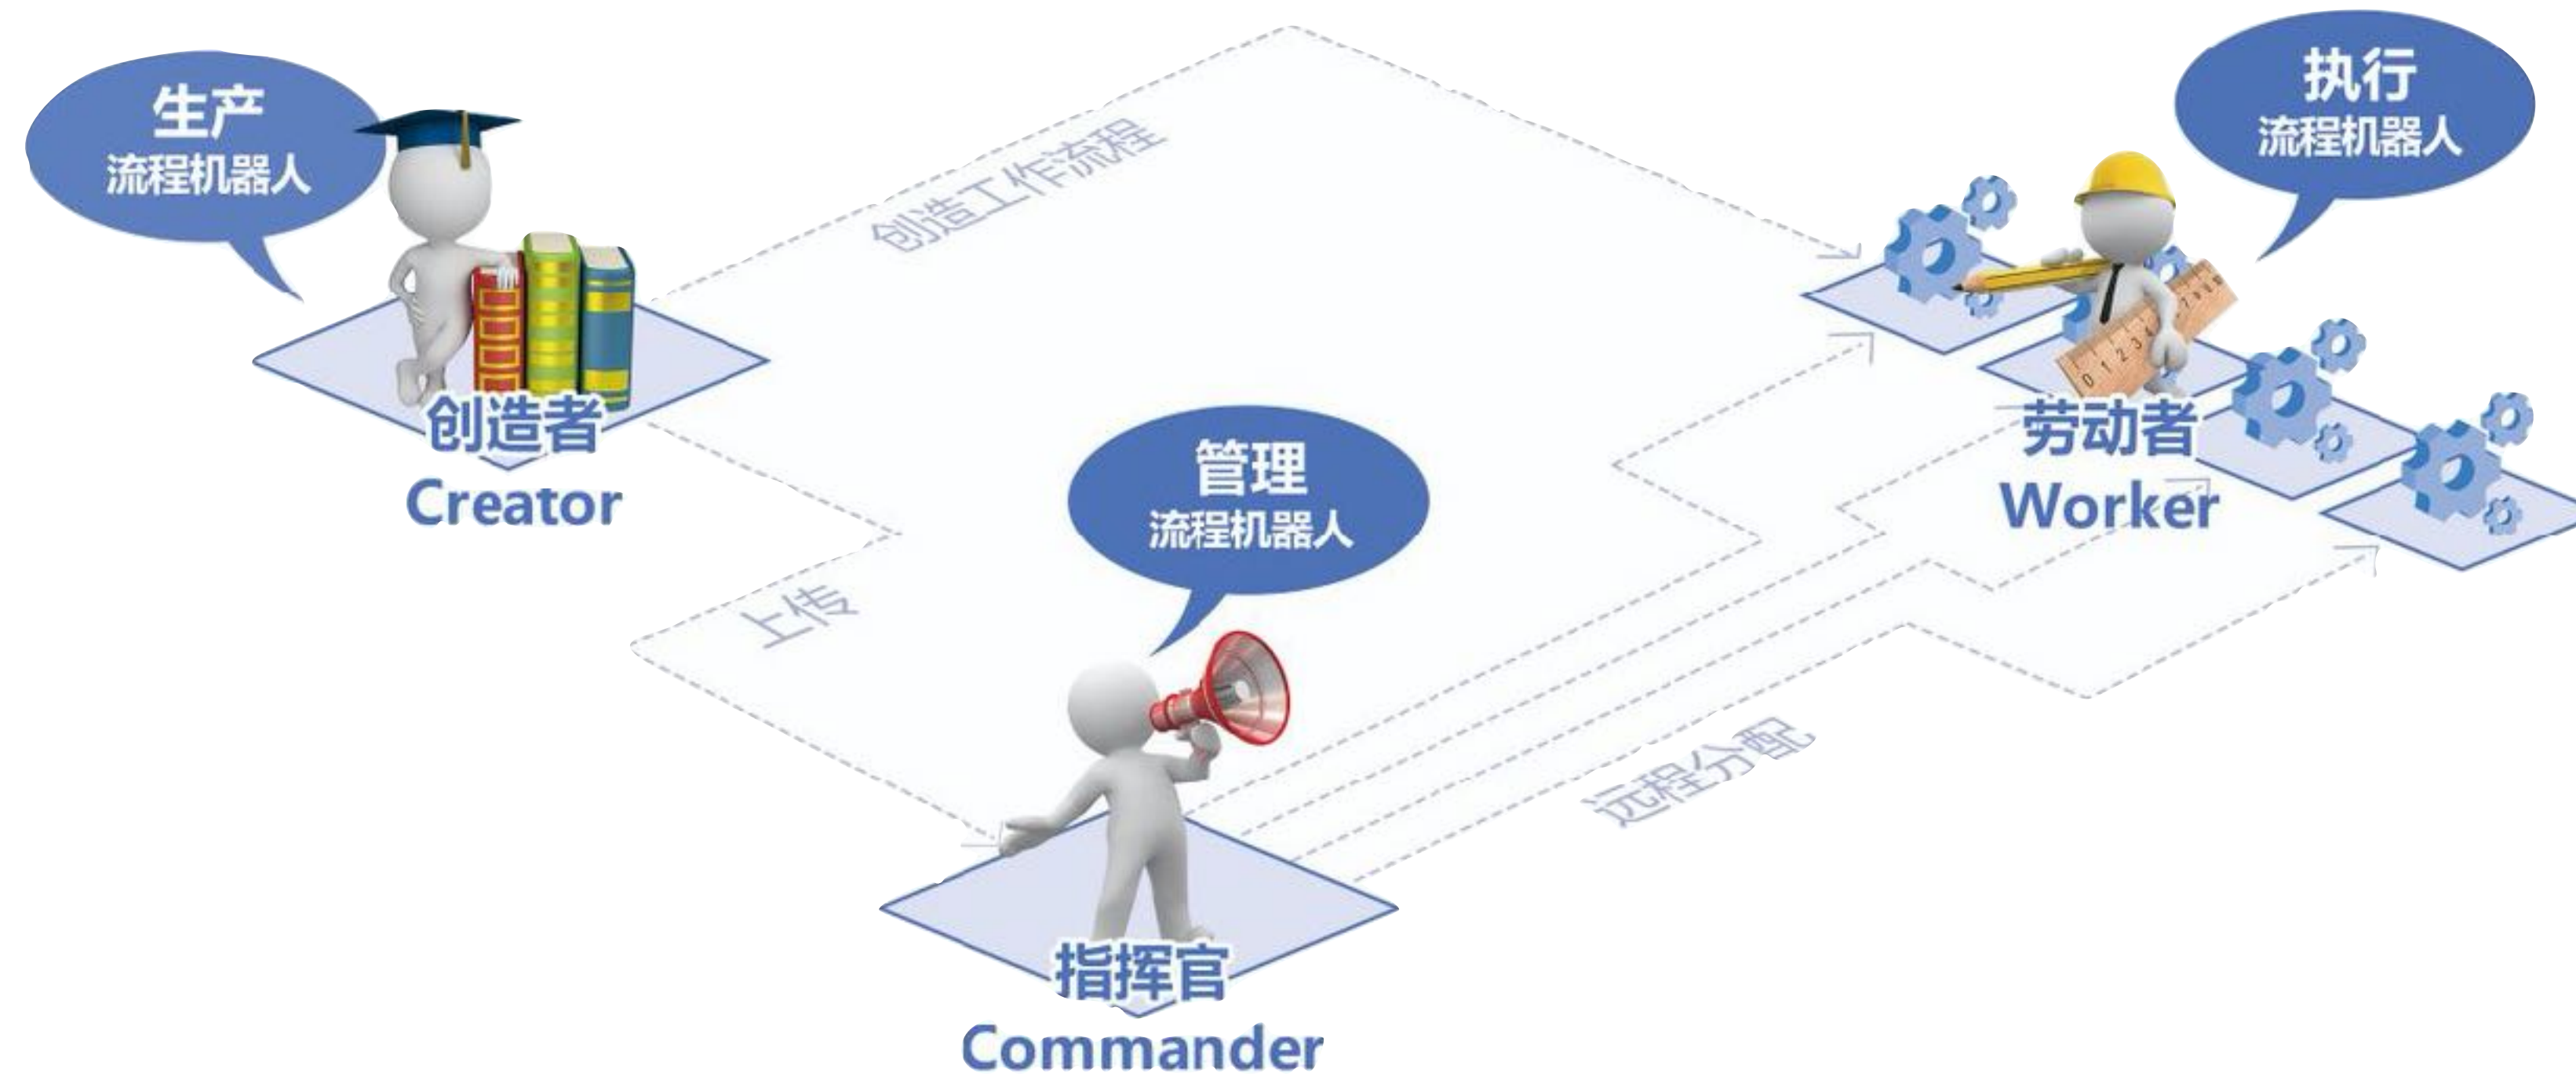 生产
流程机器人
创造者
Creator
创造工作流程
上传
管理
流程机器人
指挥官
Commander
远程分配
执行
流程机器人
劳动者
Worker